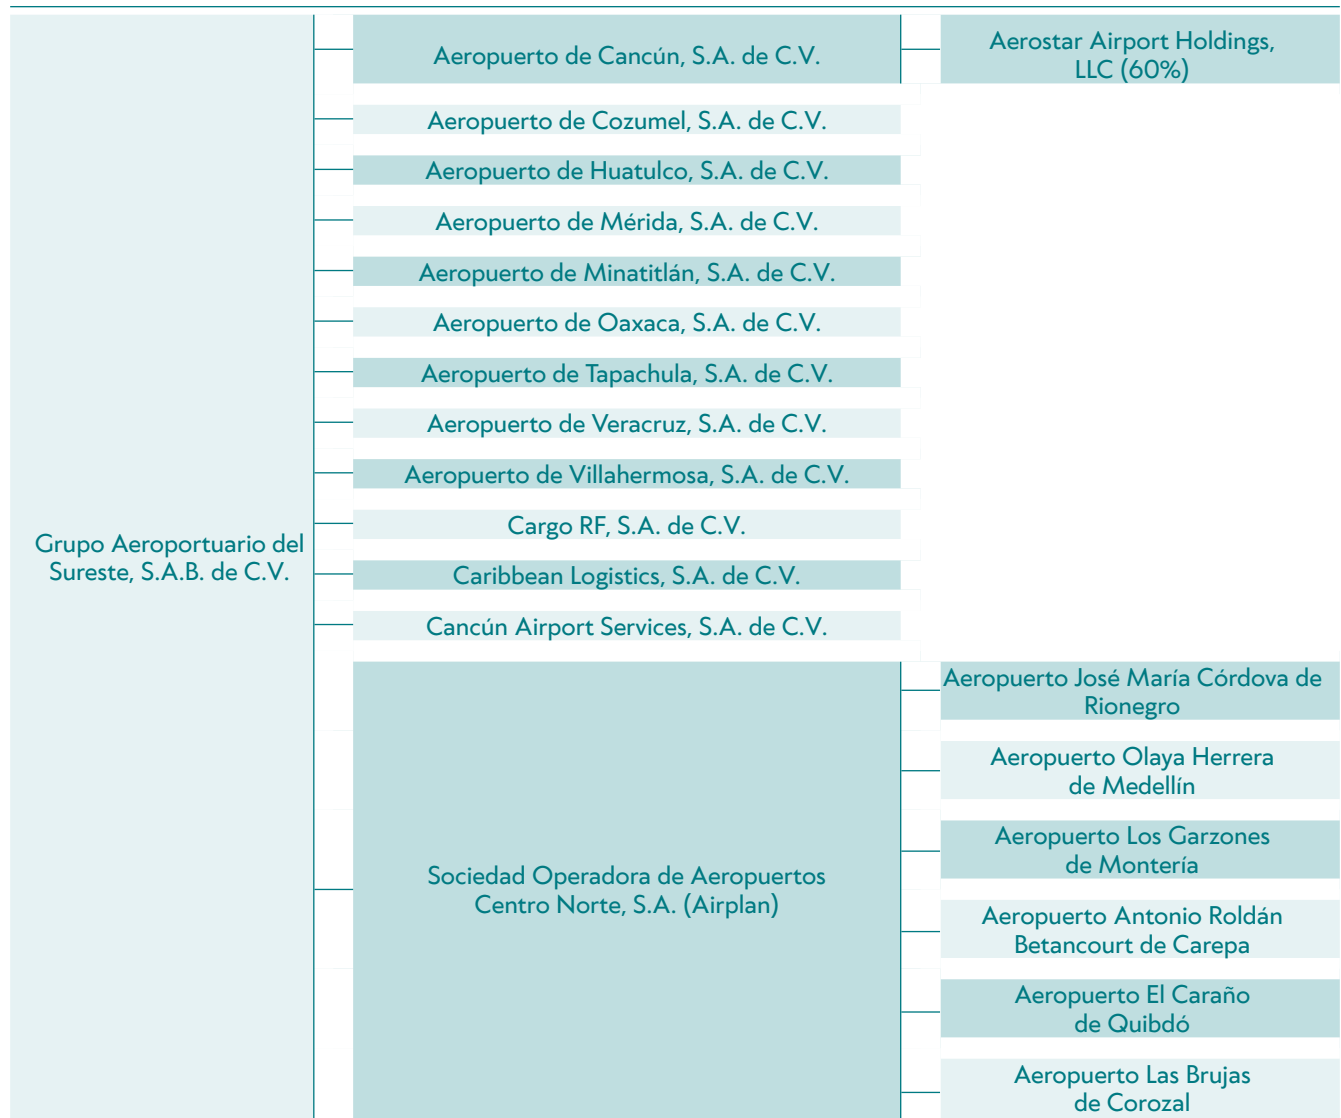 Grupo Aeroportuario del
Sureste, S.A.B. de C.V.
Aeropuerto de Cancún, S.A. de C.V.
Aerostar Airport Holdings,
LLC (60%)
Aeropuerto de Cozumel, S.A. de C.V.
Aeropuerto de Huatulco, S.A. de C.V.
Aeropuerto de Mérida, S.A. de C.V.
Aeropuerto de Minatitlán, S.A. de C.V.
Aeropuerto de Oaxaca, S.A. de C.V.
Aeropuerto de Tapachula, S.A. de C.V.
Aeropuerto de Veracruz, S.A. de C.V.
Aeropuerto de Villahermosa, S.A. de C.V.
Cargo RF, S.A. de C.V.
Caribbean Logistics, S.A. de C.V.
Cancún Airport Services, S.A. de C.V.
Sociedad Operadora de Aeropuertos
Centro Norte, S.A. (Airplan)
Aeropuerto José María Córdova de
Rionegro
Aeropuerto Olaya Herrera
de Medellín
Aeropuerto Los Garzones
de Montería
Aeropuerto Antonio Roldán
Betancourt de Carepa
Aeropuerto El Caraño
de Quibdó
Aeropuerto Las Brujas
de Corozal